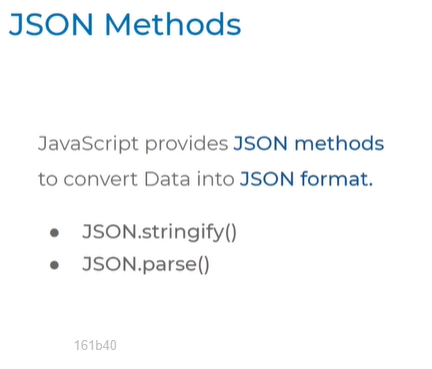 JSON Methods
JavaScript provides JSON methods
to convert Data into JSON format.
• JSON.stringify()
• JSON.parse()
161b40